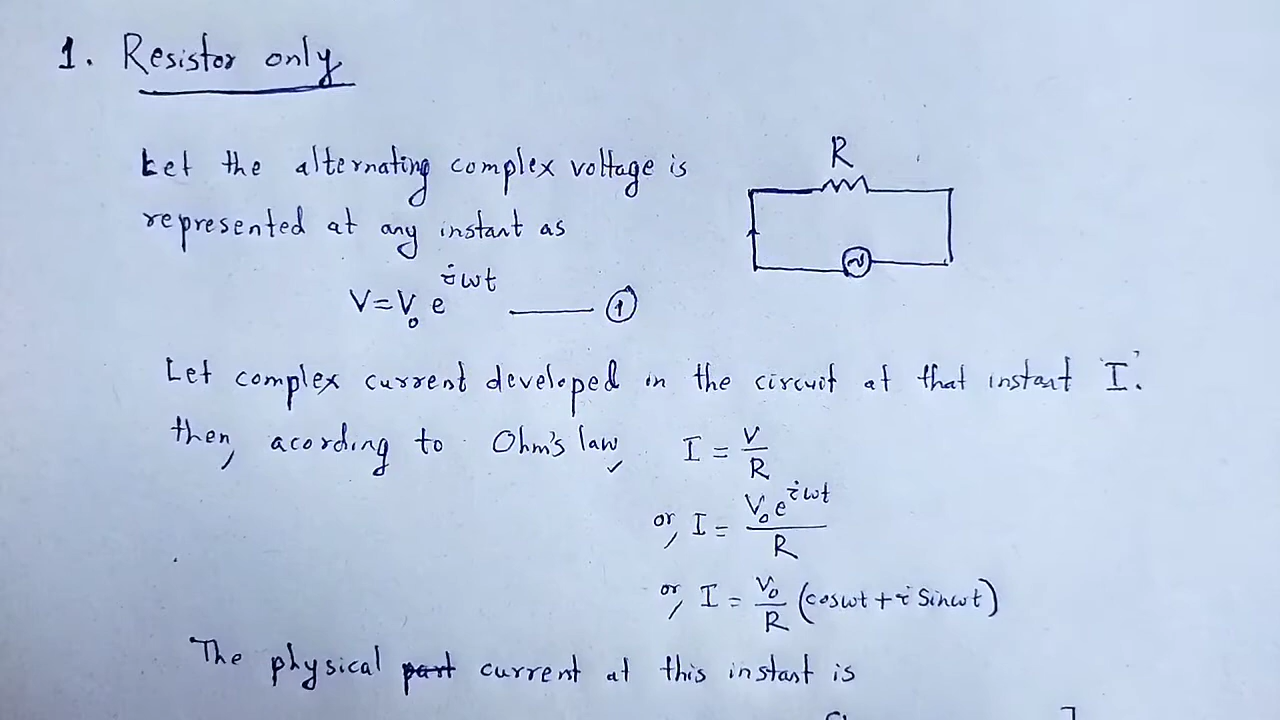 1. Resistor only
R
Let the alternating complex voltage is
represented at any instant as
V=V₀ e^{iωt} ——— ①
Let complex current developed in the circuit at that instant 'I'.
then, acording to Ohm's law, I = V/R
or, I = V₀e^{iωt}/R
or, I = V₀/R (cosωt + i Sinωt)
The physical part current at this instant is